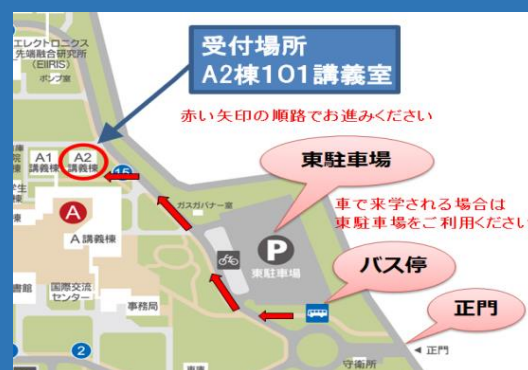 エレクトロニクス
先端融合研究所
(EIIRIS)
ポンプ室
受付場所
A2棟101講義室
赤い矢印の順路でお進みください
A1
講義棟
A2
講義棟
15
東駐車場
ガスガバナー室
車で来学される場合は
東駐車場をご利用ください
A
A 講義棟
P
東駐車場
バス停
国際交流
センター
事務局
正門
2
正門
守衛所